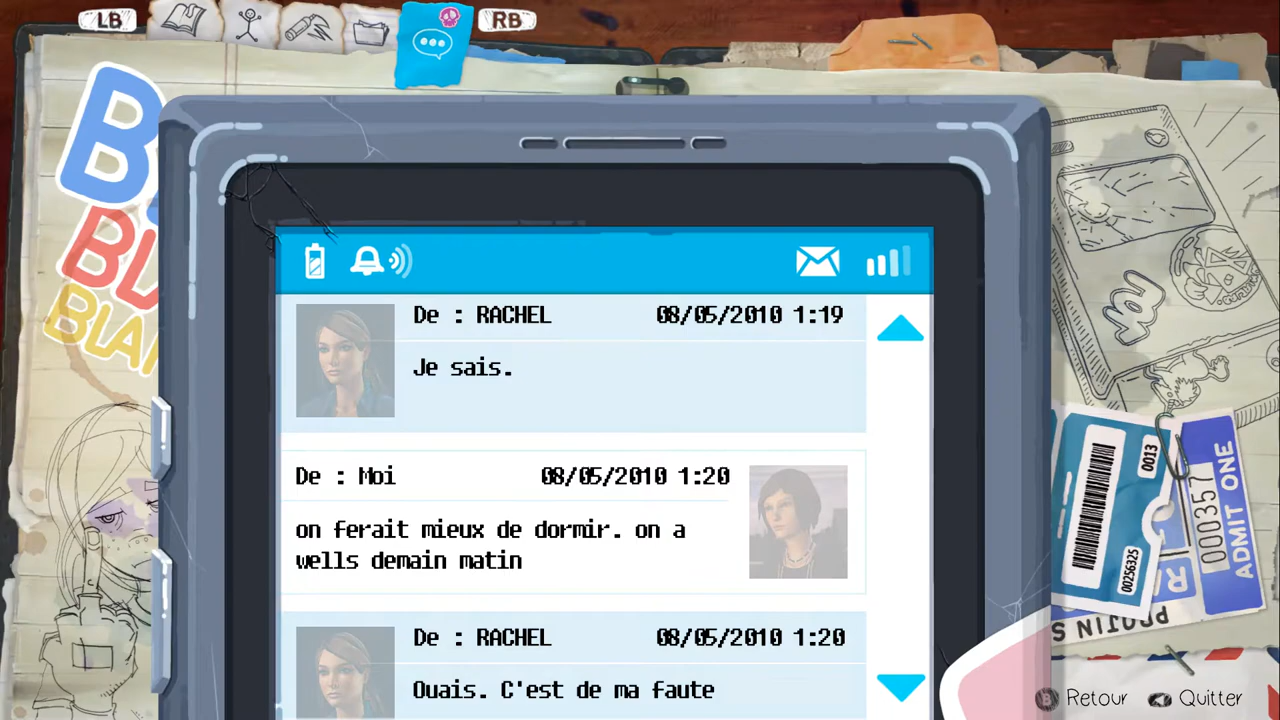 LB
RB
De : RACHEL 08/05/2010 1:19
Je sais.
De : Moi 08/05/2010 1:20
on ferait mieux de dormir. on a
wells demain matin
De : RACHEL 08/05/2010 1:20
Ouais. C'est de ma faute
0013
00256325
000357
ADMIT ONE
Retour
Quitter